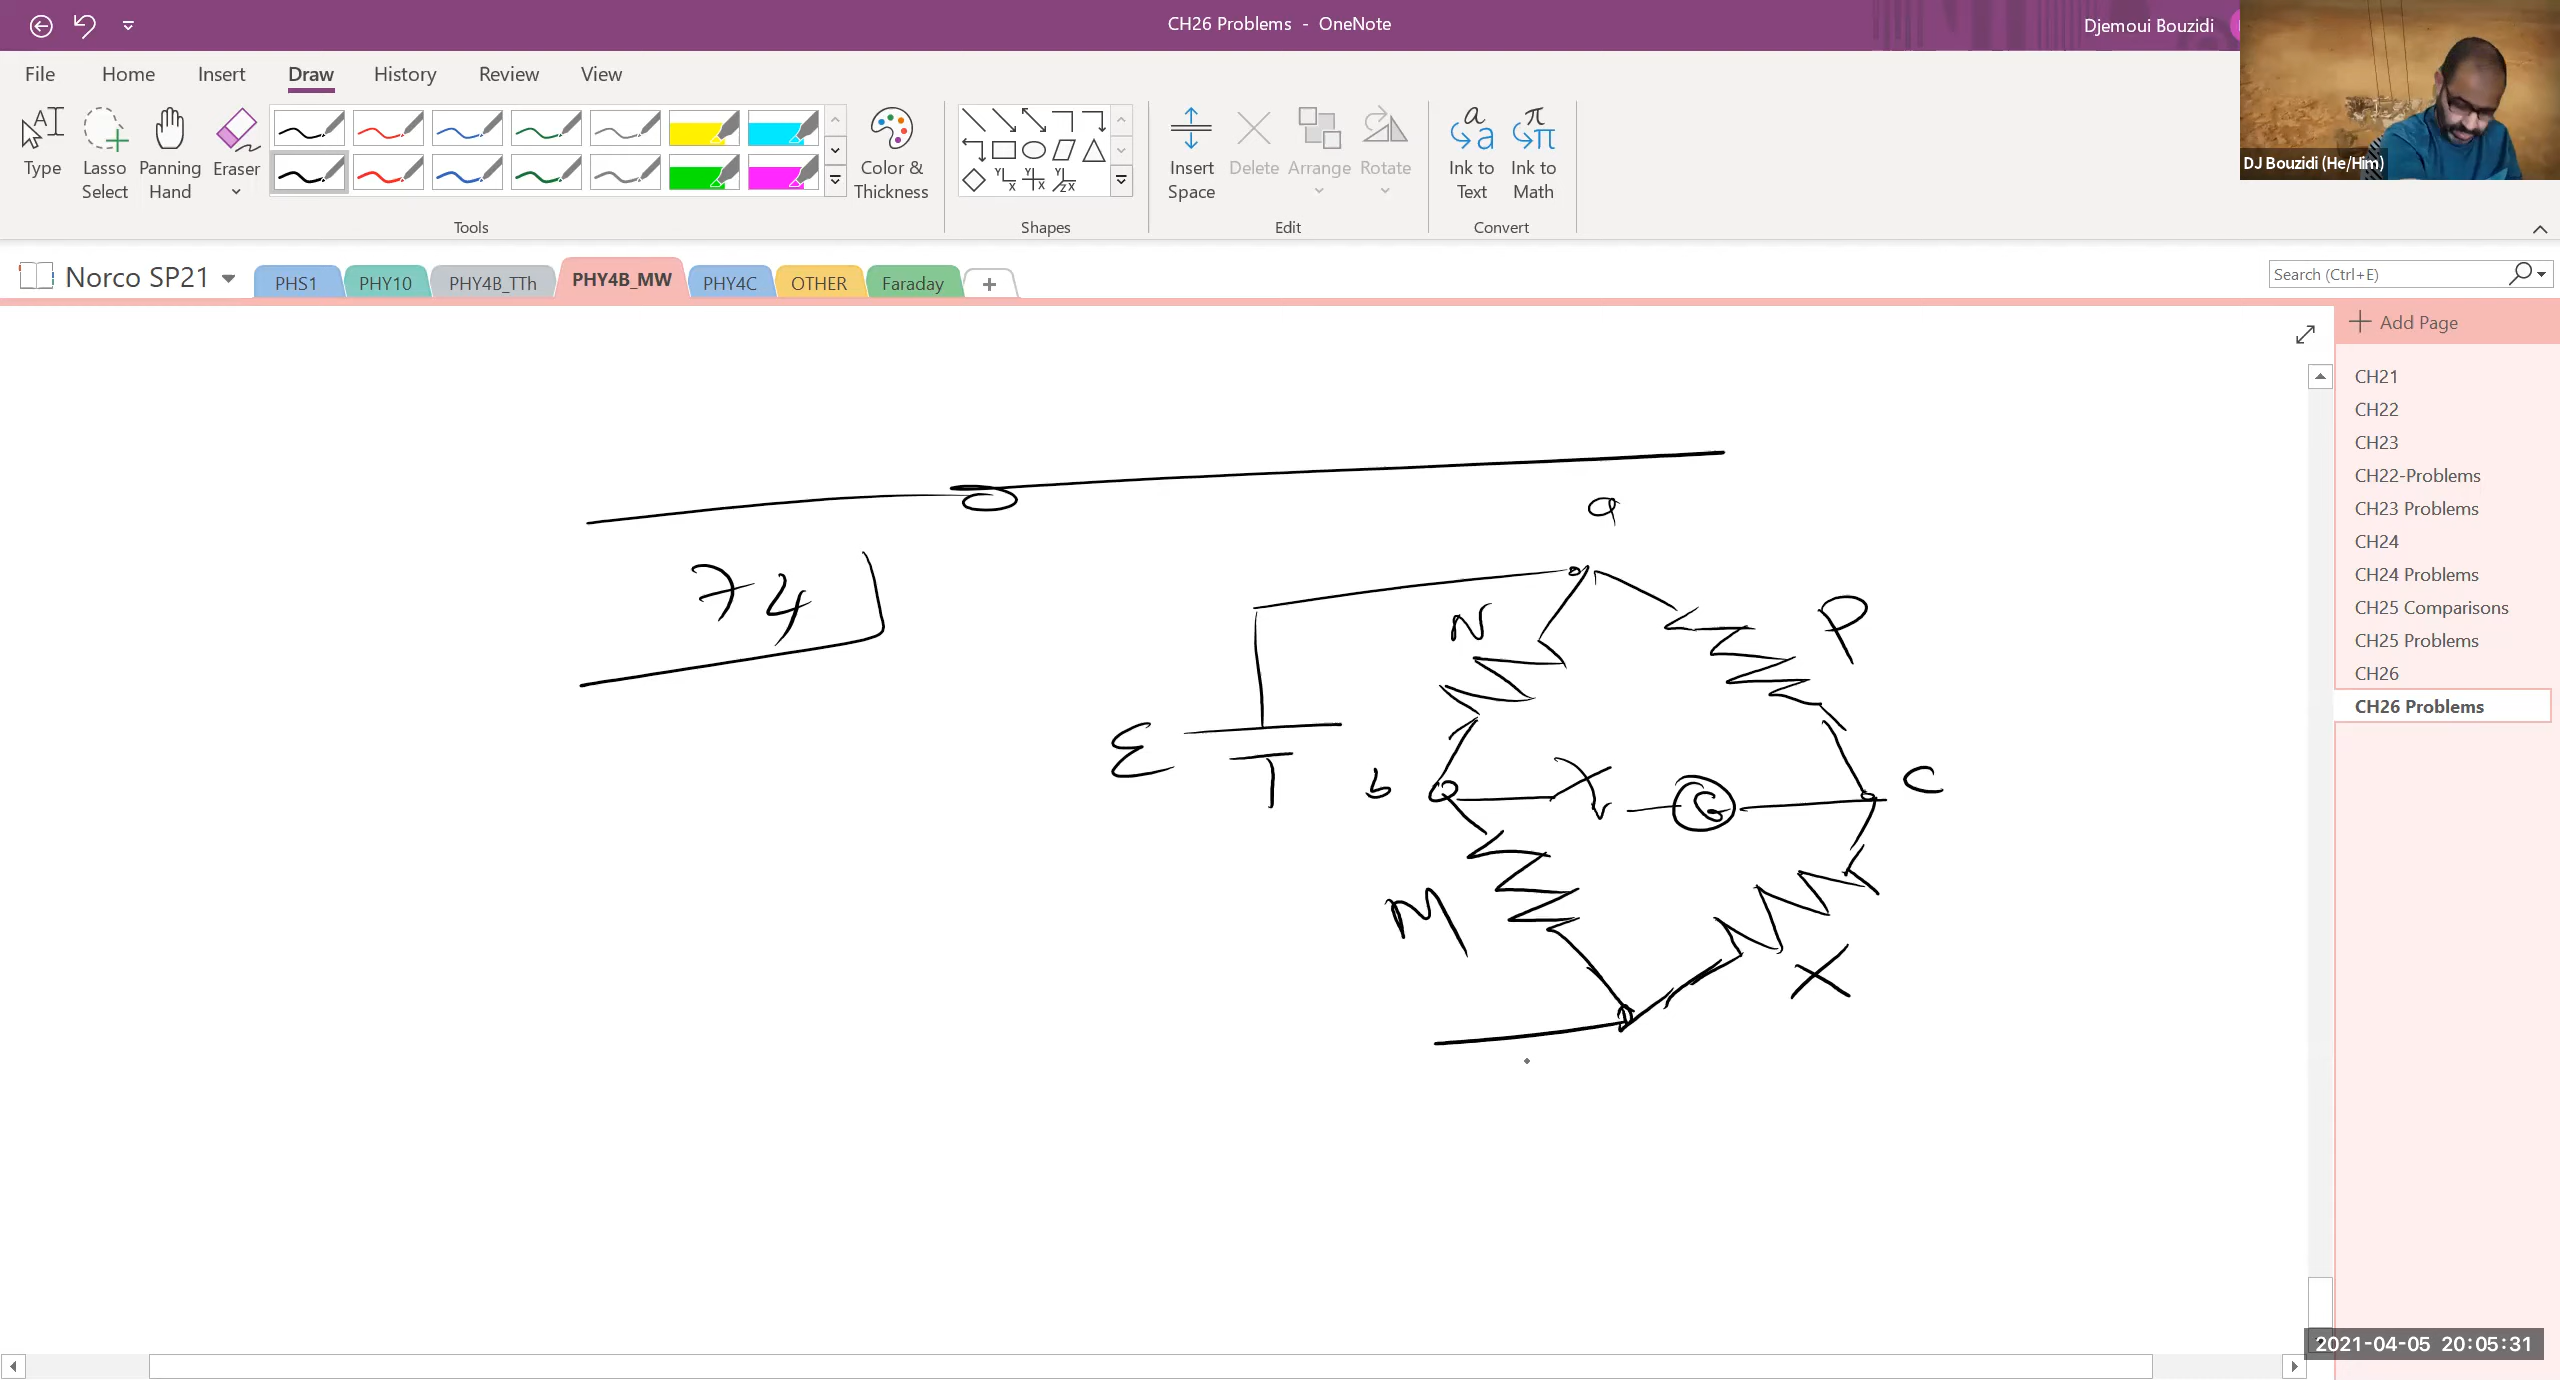 CH26 Problems - OneNote
Djemoui Bouzidi
File Home Insert Draw History Review View
Type
Lasso Select
Panning Hand
Eraser
Color & Thickness
Insert Space
Delete
Arrange
Rotate
Ink to Text
Ink to Math
Tools
Shapes
Edit
Convert
DJ Bouzidi (He/Him)
Norco SP21
PHS1 PHY10 PHY4B_TTh PHY4B_MW PHY4C OTHER Faraday
Search (Ctrl+E)
Add Page
CH21
CH22
CH23
CH22-Problems
CH23 Problems
CH24
CH24 Problems
CH25 Comparisons
CH25 Problems
CH26
CH26 Problems
74
a
N
P
ε
b
G
C
M
X
2021-04-05 20:05:31